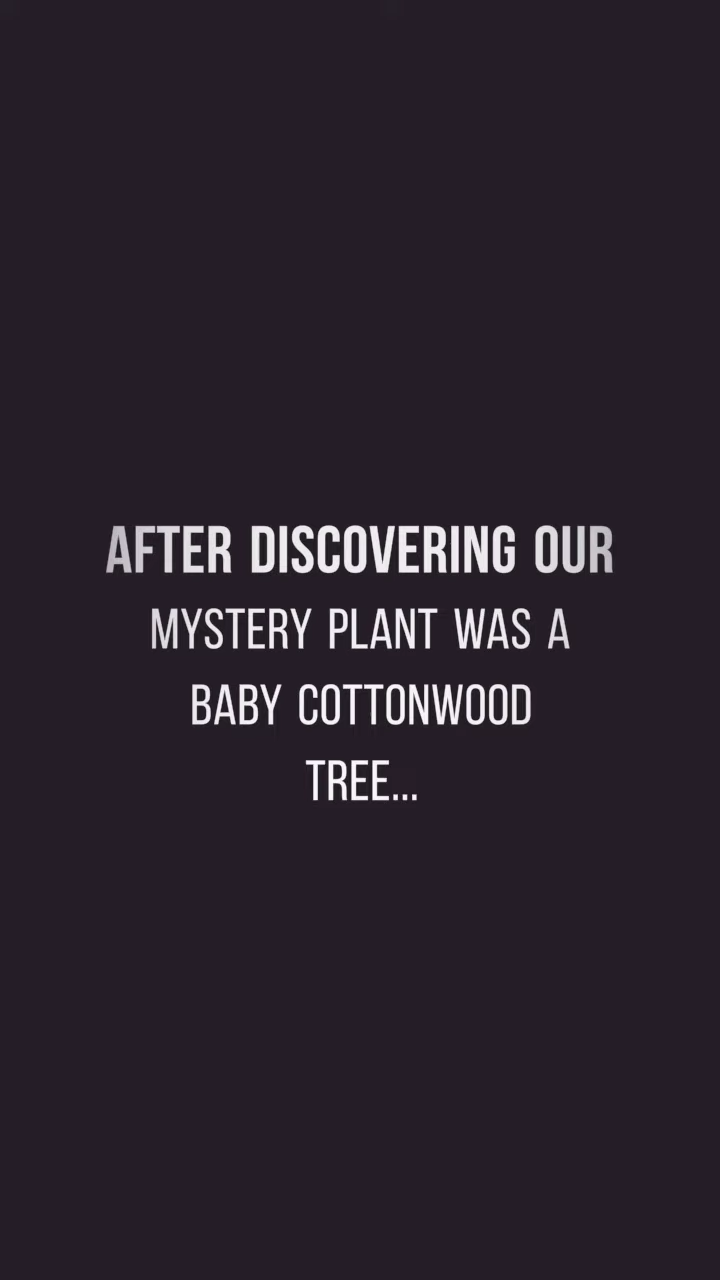 AFTER DISCOVERING OUR
MYSTERY PLANT WAS A
BABY COTTONWOOD
TREE...